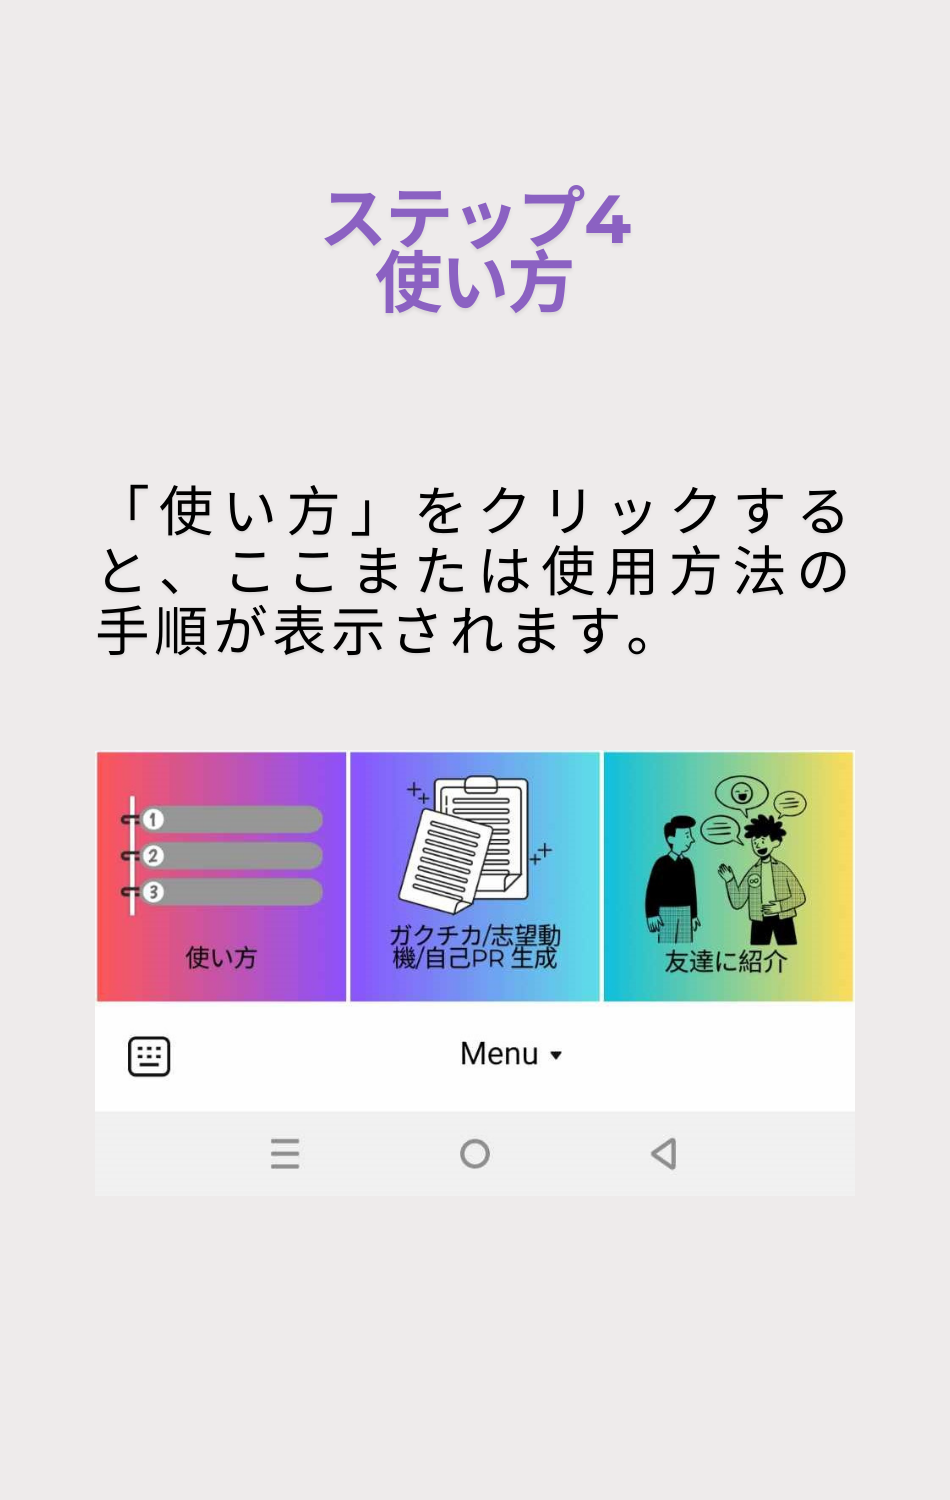 ステップ4
使い方
「使い方」をクリックする
と、ここまたは使用方法の
手順が表示されます。
1
2
3
使い方
ガクチカ/志望動
機/自己PR 生成
友達に紹介
Menu